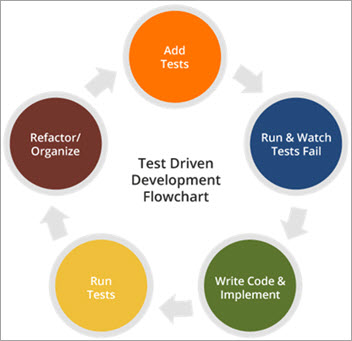 Add
Tests
Run & Watch
Tests Fail
Write Code &
Implement
Run
Tests
Refactor/
Organize
Test Driven
Development
Flowchart